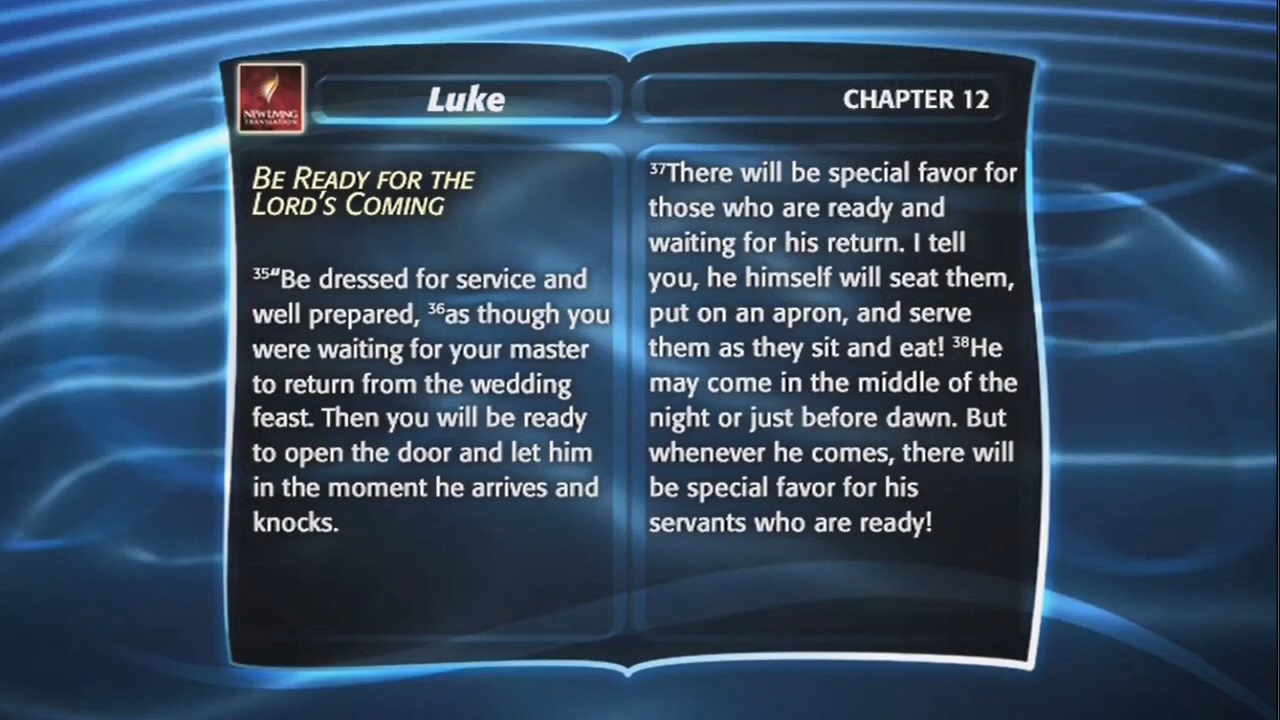 NEW LIVING
TRANSLATION
Luke
CHAPTER 12
BE READY FOR THE
LORD'S COMING
35“Be dressed for service and
well prepared, 36as though you
were waiting for your master
to return from the wedding
feast. Then you will be ready
to open the door and let him
in the moment he arrives and
knocks.
37There will be special favor for
those who are ready and
waiting for his return. I tell
you, he himself will seat them,
put on an apron, and serve
them as they sit and eat! 38He
may come in the middle of the
night or just before dawn. But
whenever he comes, there will
be special favor for his
servants who are ready!